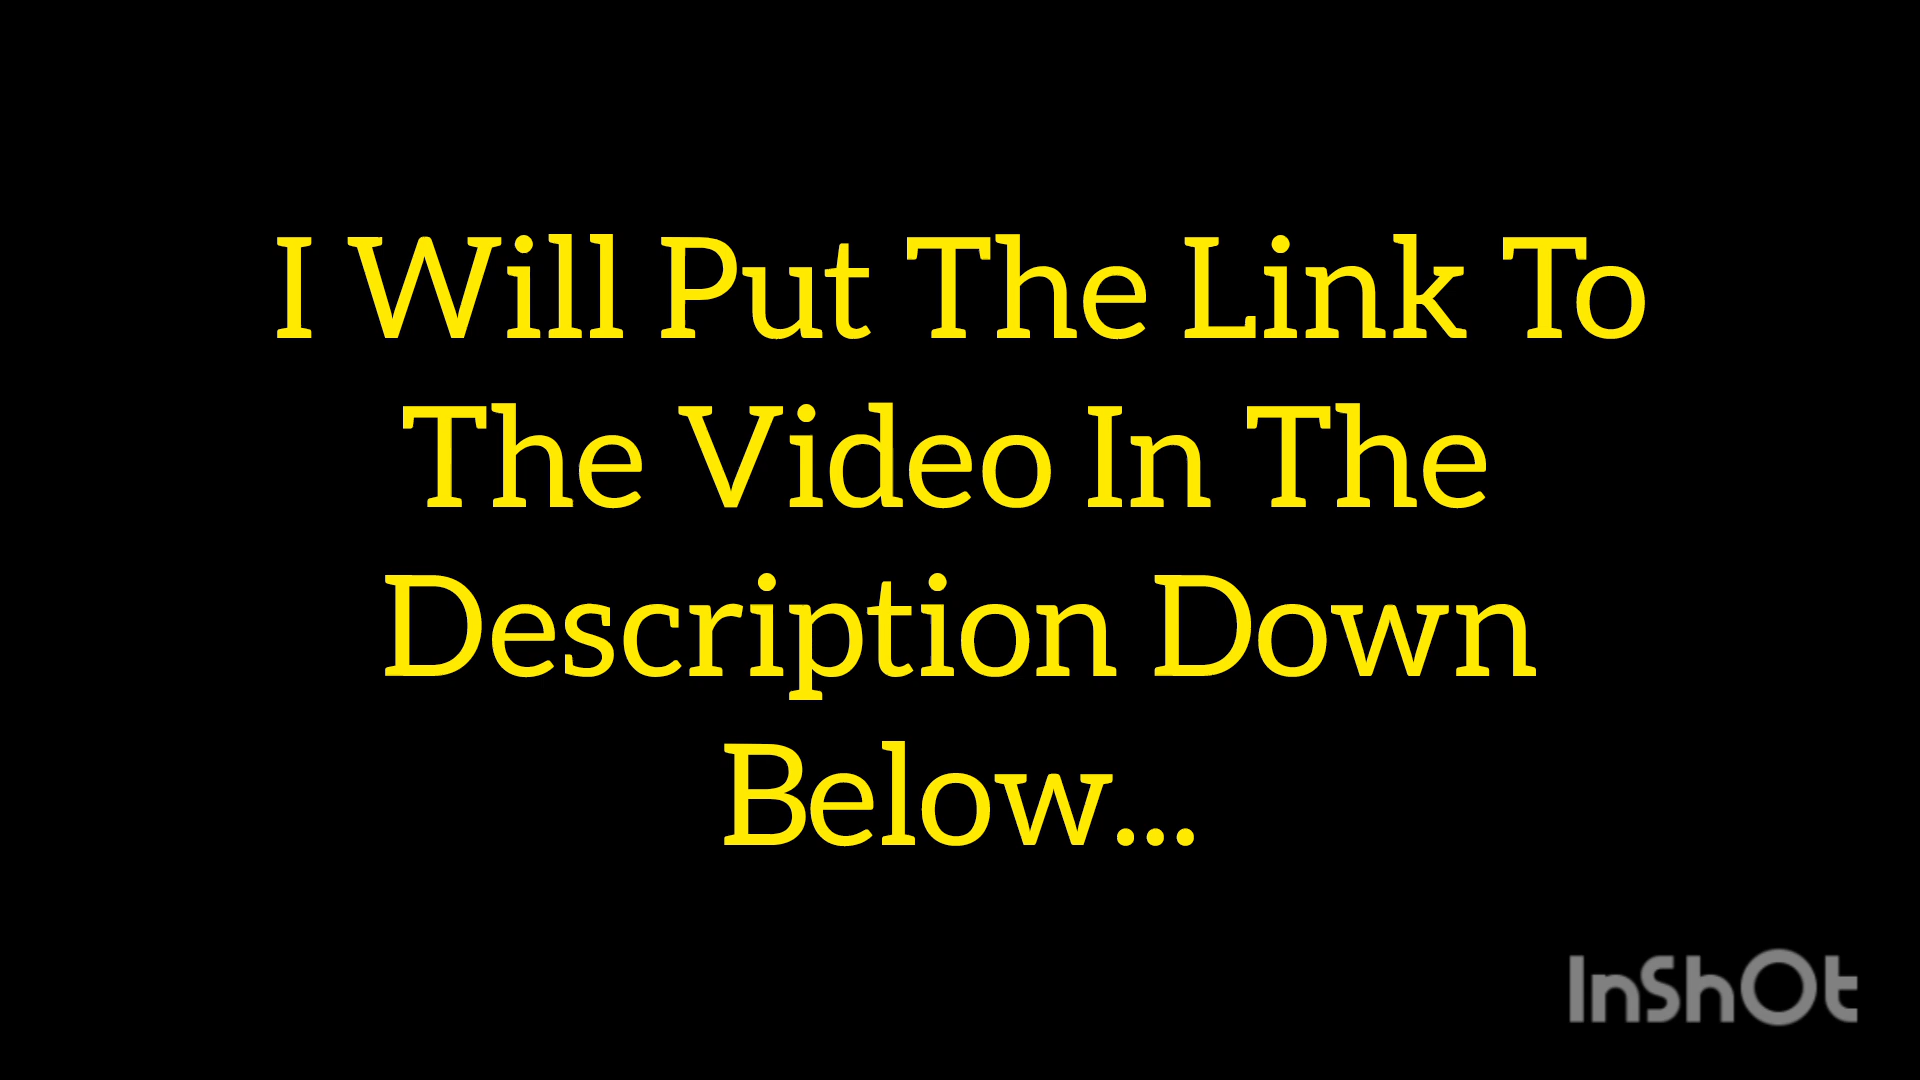 I Will Put The Link To
The Video In The
Description Down
Below...
InShOt